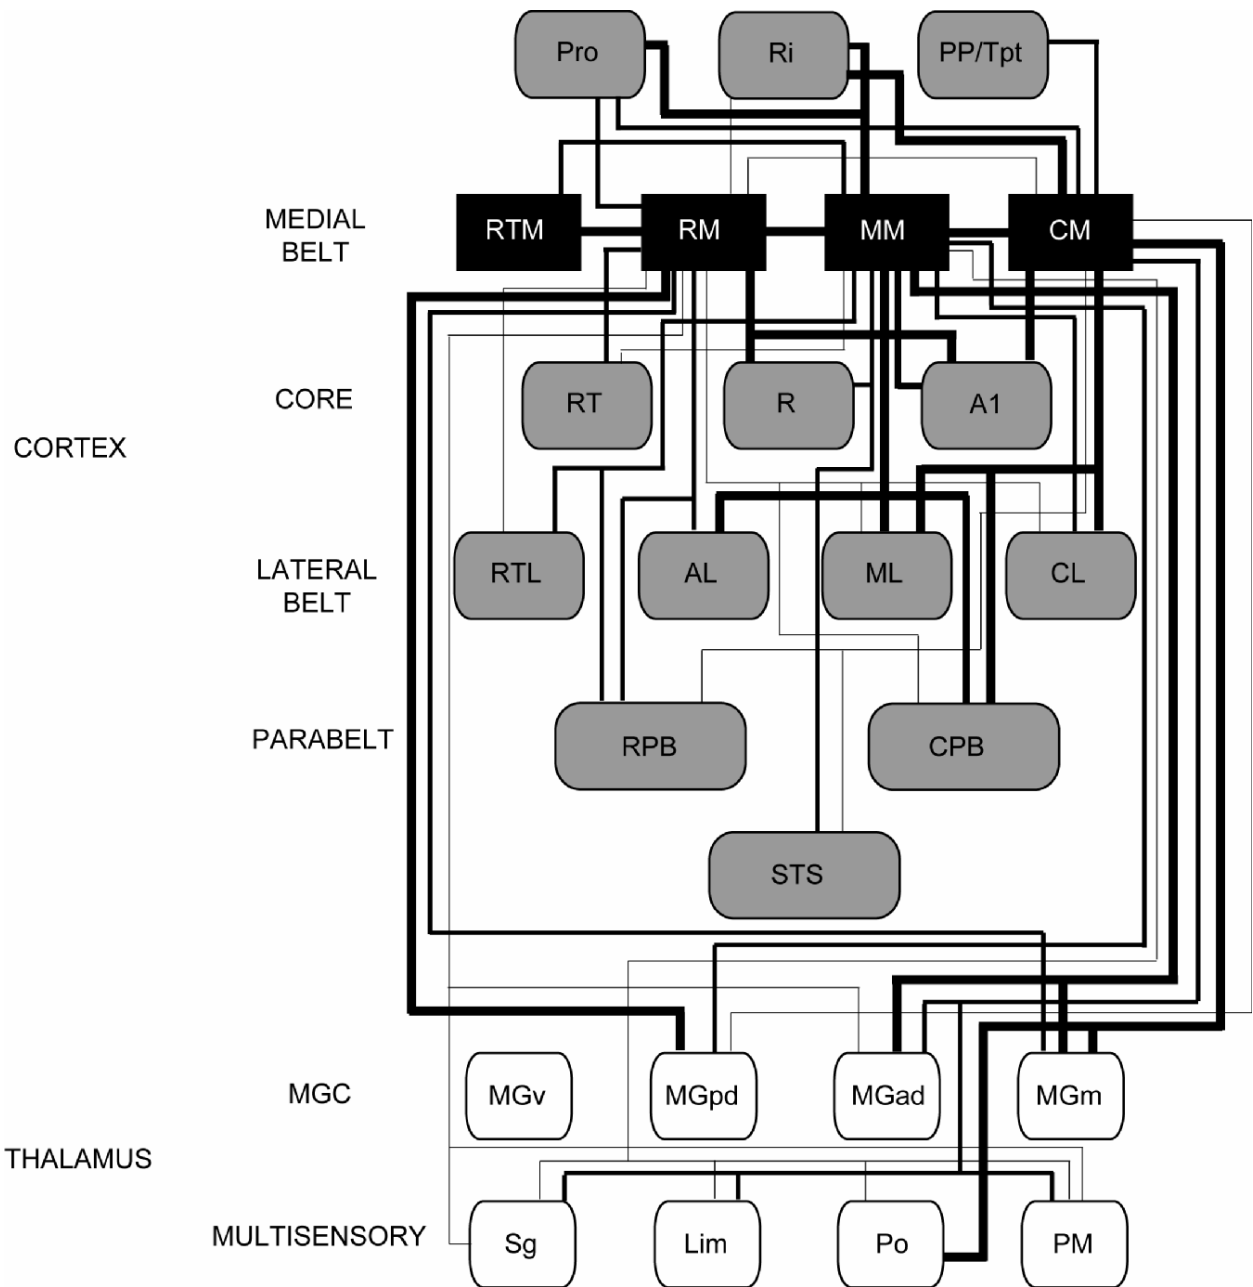 Pro
Ri
PP/Tpt
MEDIAL
BELT
RTM
RM
MM
CM
CORE
RT
R
A1
CORTEX
LATERAL
BELT
RTL
AL
ML
CL
PARABELT
RPB
CPB
STS
MGC
MGv
MGpd
MGad
MGm
THALAMUS
MULTISENSORY
Sg
Lim
Po
PM